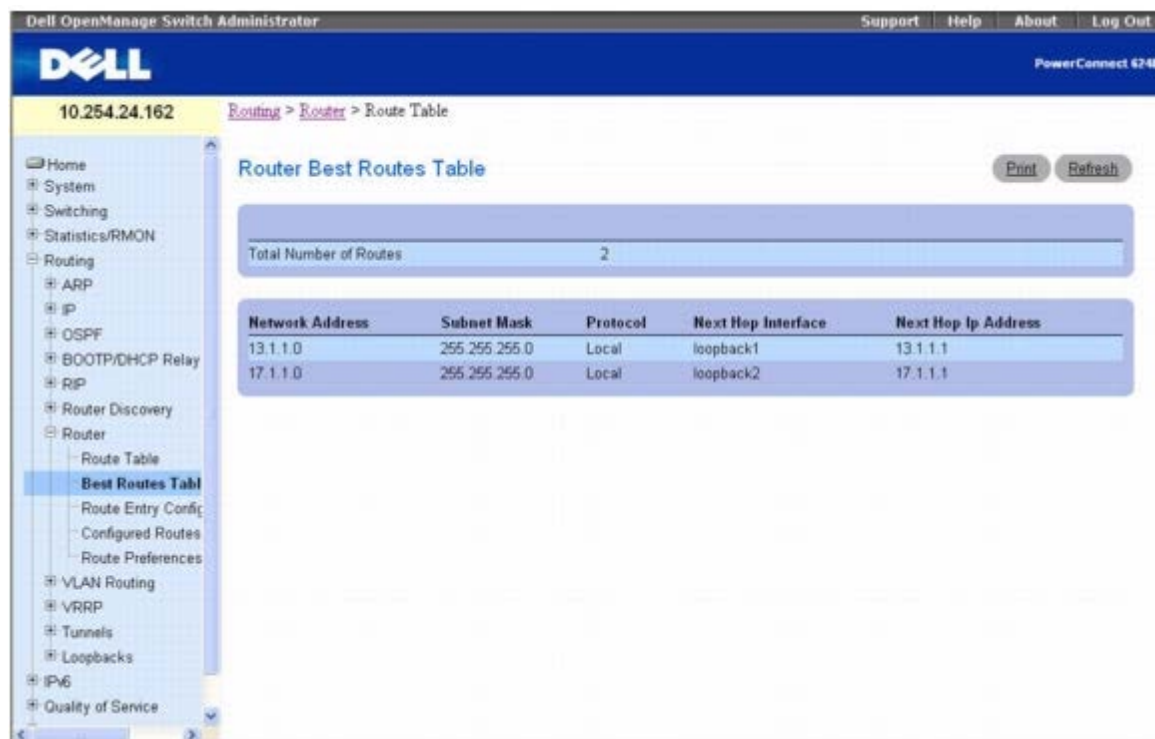 Dell OpenManage Switch Administrator
Support Help About Log Out
DELL
PowerConnect 6248
10.254.24.162
Routing > Router > Route Table
Home
System
Switching
Statistics/RMON
Routing
ARP
IP
OSPF
BOOTP/DHCP Relay
RIP
Router Discovery
Router
Route Table
Best Routes Tabl
Route Entry Config
Configured Routes
Route Preferences
VLAN Routing
VRRP
Tunnels
Loopbacks
IPv6
Quality of Service
Router Best Routes Table
Print Refresh
Total Number of Routes 2
Network Address Subnet Mask Protocol Next Hop Interface Next Hop Ip Address
13.1.1.0 255.255.255.0 Local loopback1 13.1.1.1
17.1.1.0 255.255.255.0 Local loopback2 17.1.1.1